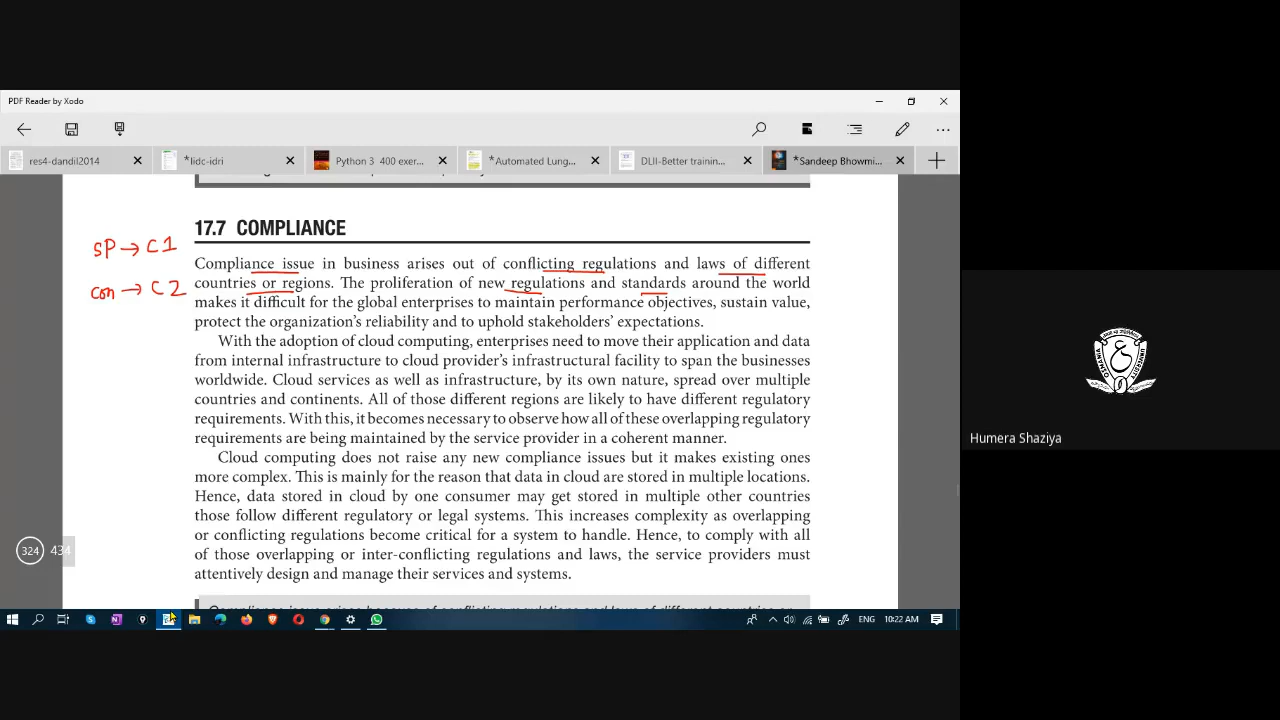 PDF Reader by Xodo
res4-dandil2014
*lidc-idri
Python 3 400 exer...
*Automated Lung...
DLII-Better trainin...
*Sandeep Bhowmi...
17.7 COMPLIANCE
SP → C1
Con → C2
Compliance issue in business arises out of conflicting regulations and laws of different
countries or regions. The proliferation of new regulations and standards around the world
makes it difficult for the global enterprises to maintain performance objectives, sustain value,
protect the organization's reliability and to uphold stakeholders' expectations.
With the adoption of cloud computing, enterprises need to move their application and data
from internal infrastructure to cloud provider's infrastructural facility to span the businesses
worldwide. Cloud services as well as infrastructure, by its own nature, spread over multiple
countries and continents. All of those different regions are likely to have different regulatory
requirements. With this, it becomes necessary to observe how all of these overlapping regulatory
requirements are being maintained by the service provider in a coherent manner.
Cloud computing does not raise any new compliance issues but it makes existing ones
more complex. This is mainly for the reason that data in cloud are stored in multiple locations.
Hence, data stored in cloud by one consumer may get stored in multiple other countries
those follow different regulatory or legal systems. This increases complexity as overlapping
or conflicting regulations become critical for a system to handle. Hence, to comply with all
of those overlapping or inter-conflicting regulations and laws, the service providers must
attentively design and manage their services and systems.
324 434
ENG
10:22 AM
Humera Shaziya